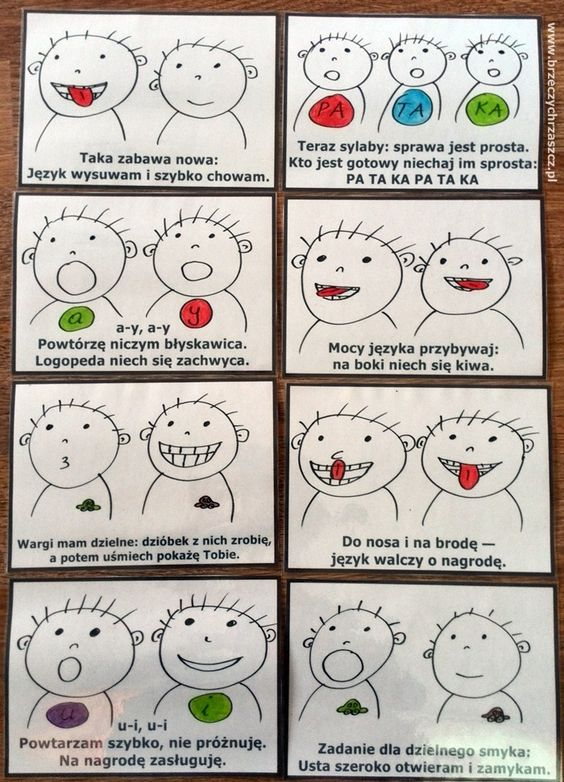 www.brzeczychrzaszcz.pl
Taka zabawa nowa:
Język wysuwam i szybko chowam.
PA TA KA
Teraz sylaby: sprawa jest prosta.
Kto jest gotowy niechaj im sprosta:
PA TA KA PA TA KA
a y
a-y, a-y
Powtórzę niczym błyskawica.
Logopeda niech się zachwyca.
Mocy języka przybywaj:
na boki niech się kiwa.
Wargi mam dzielne: dzióbek z nich zrobię,
a potem uśmiech pokażę Tobie.
Do nosa i na brodę —
język walczy o nagrodę.
u i
u-i, u-i
Powtarzam szybko, nie próżnuję.
Na nagrodę zasługuję.
Zadanie dla dzielnego smyka:
Usta szeroko otwieram i zamykam.